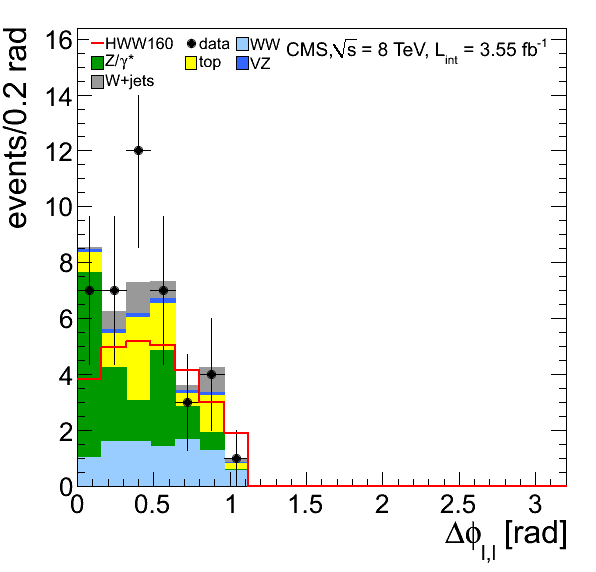 HWW160 data WW CMS,√s = 8 TeV, L_int = 3.55 fb⁻¹
Z/γ* top VZ
W+jets
events/0.2 rad
16
14
12
10
8
6
4
2
0
0 0.5 1 1.5 2 2.5 3
Δϕ_l,l [rad]